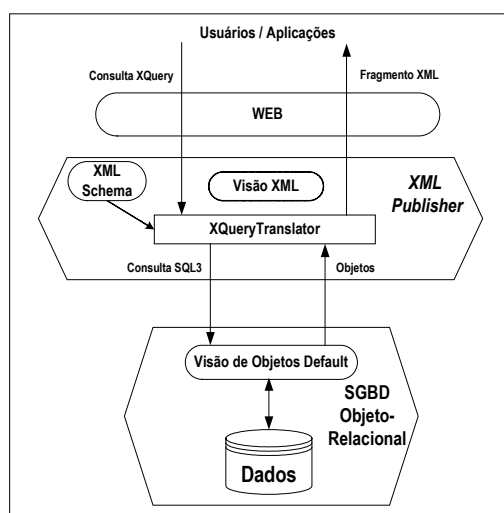 Usuários / Aplicações
Consulta XQuery
Fragmento XML
WEB
XML
Schema
Visão XML
XML
Publisher
XQueryTranslator
Consulta SQL3
Objetos
Visão de Objetos Default
SGBD
Objeto-
Relacional
Dados